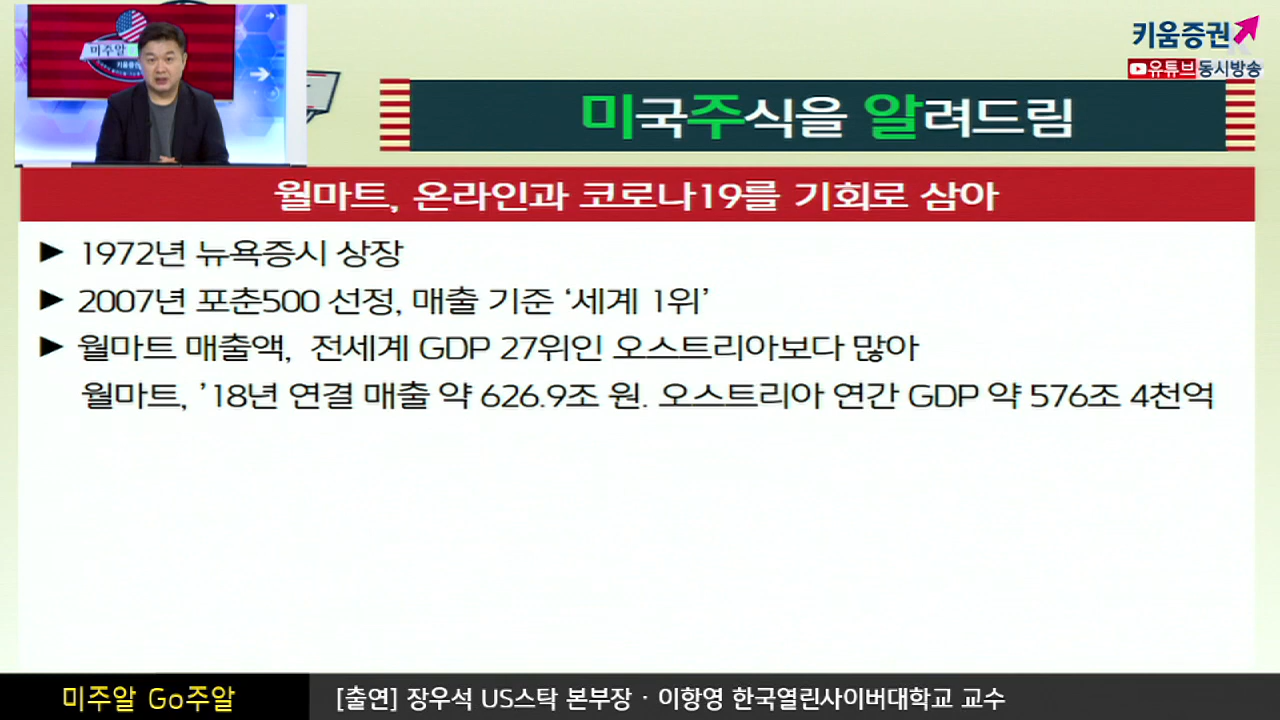 미주알
키움증권
키움증권
유튜브동시방송
미국주식을 알려드림
월마트, 온라인과 코로나19를 기회로 삼아
▶ 1972년 뉴욕증시 상장
▶ 2007년 포춘500 선정, 매출 기준 ‘세계 1위’
▶ 월마트 매출액, 전세계 GDP 27위인 오스트리아보다 많아
월마트, ’18년 연결 매출 약 626.9조 원. 오스트리아 연간 GDP 약 576조 4천억
미주알 Go주알
[출연] 장우석 US스탁 본부장 · 이항영 한국열린사이버대학교 교수